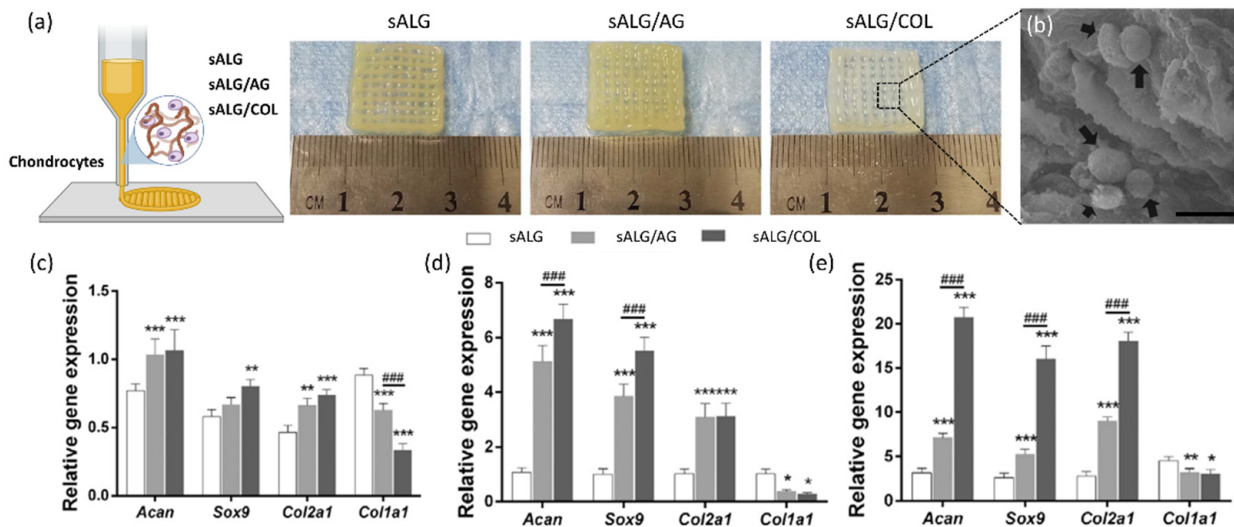 (a)
sALG
sALG/AG
sALG/COL
Chondrocytes
sALG
sALG/AG
sALG/COL
(b)
CM 1 2 3 4
CM 1 2 3 4
CM 1 2 3 4
sALG sALG/AG sALG/COL
(c)
Relative gene expression
1.5
1.0
0.5
0.0
*** ***
**
** ***
###
***
***
Acan Sox9 Col2a1 Col1a1
(d)
Relative gene expression
8
6
4
2
0
###
***
***
###
***
***
******
* *
Acan Sox9 Col2a1 Col1a1
(e)
Relative gene expression
25
20
15
10
5
0
###
***
***
###
***
***
###
***
***
** *
Acan Sox9 Col2a1 Col1a1